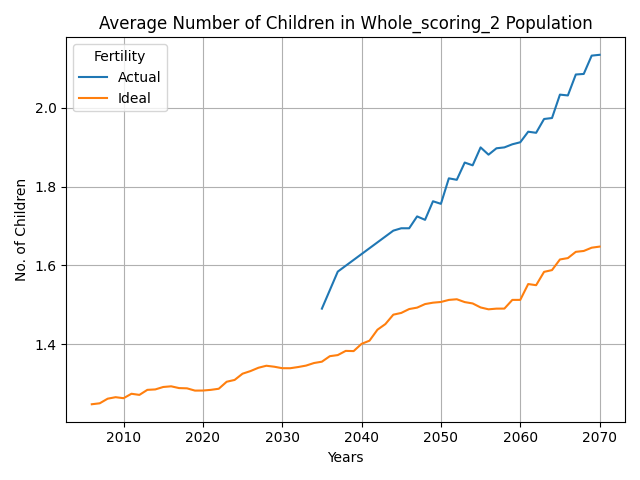 Average Number of Children in Whole_scoring_2 Population
Fertility
Actual
Ideal
No. of Children
2.0
1.8
1.6
1.4
2010 2020 2030 2040 2050 2060 2070
Years